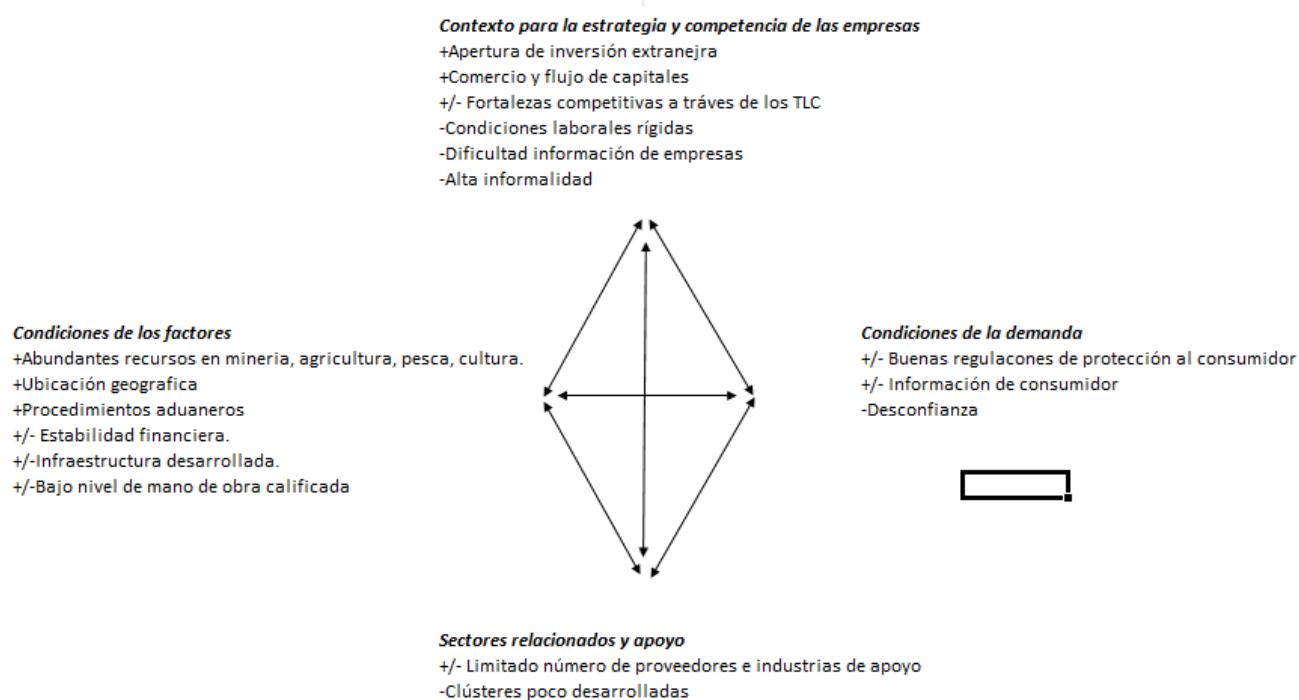 Contexto para la estrategia y competencia de las empresas
+Apertura de inversión extranejra
+Comercio y flujo de capitales
+/- Fortalezas competitivas a tráves de los TLC
-Condiciones laborales rígidas
-Dificultad información de empresas
-Alta informalidad
Condiciones de los factores
+Abundantes recursos en mineria, agricultura, pesca, cultura.
+Ubicación geografica
+Procedimientos aduaneros
+/- Estabilidad financiera.
+/-Infraestructura desarrollada.
+/-Bajo nivel de mano de obra calificada
Condiciones de la demanda
+/- Buenas regulacones de protección al consumidor
+/- Información de consumidor
-Desconfianza
Sectores relacionados y apoyo
+/- Limitado número de proveedores e industrias de apoyo
-Clústeres poco desarrolladas